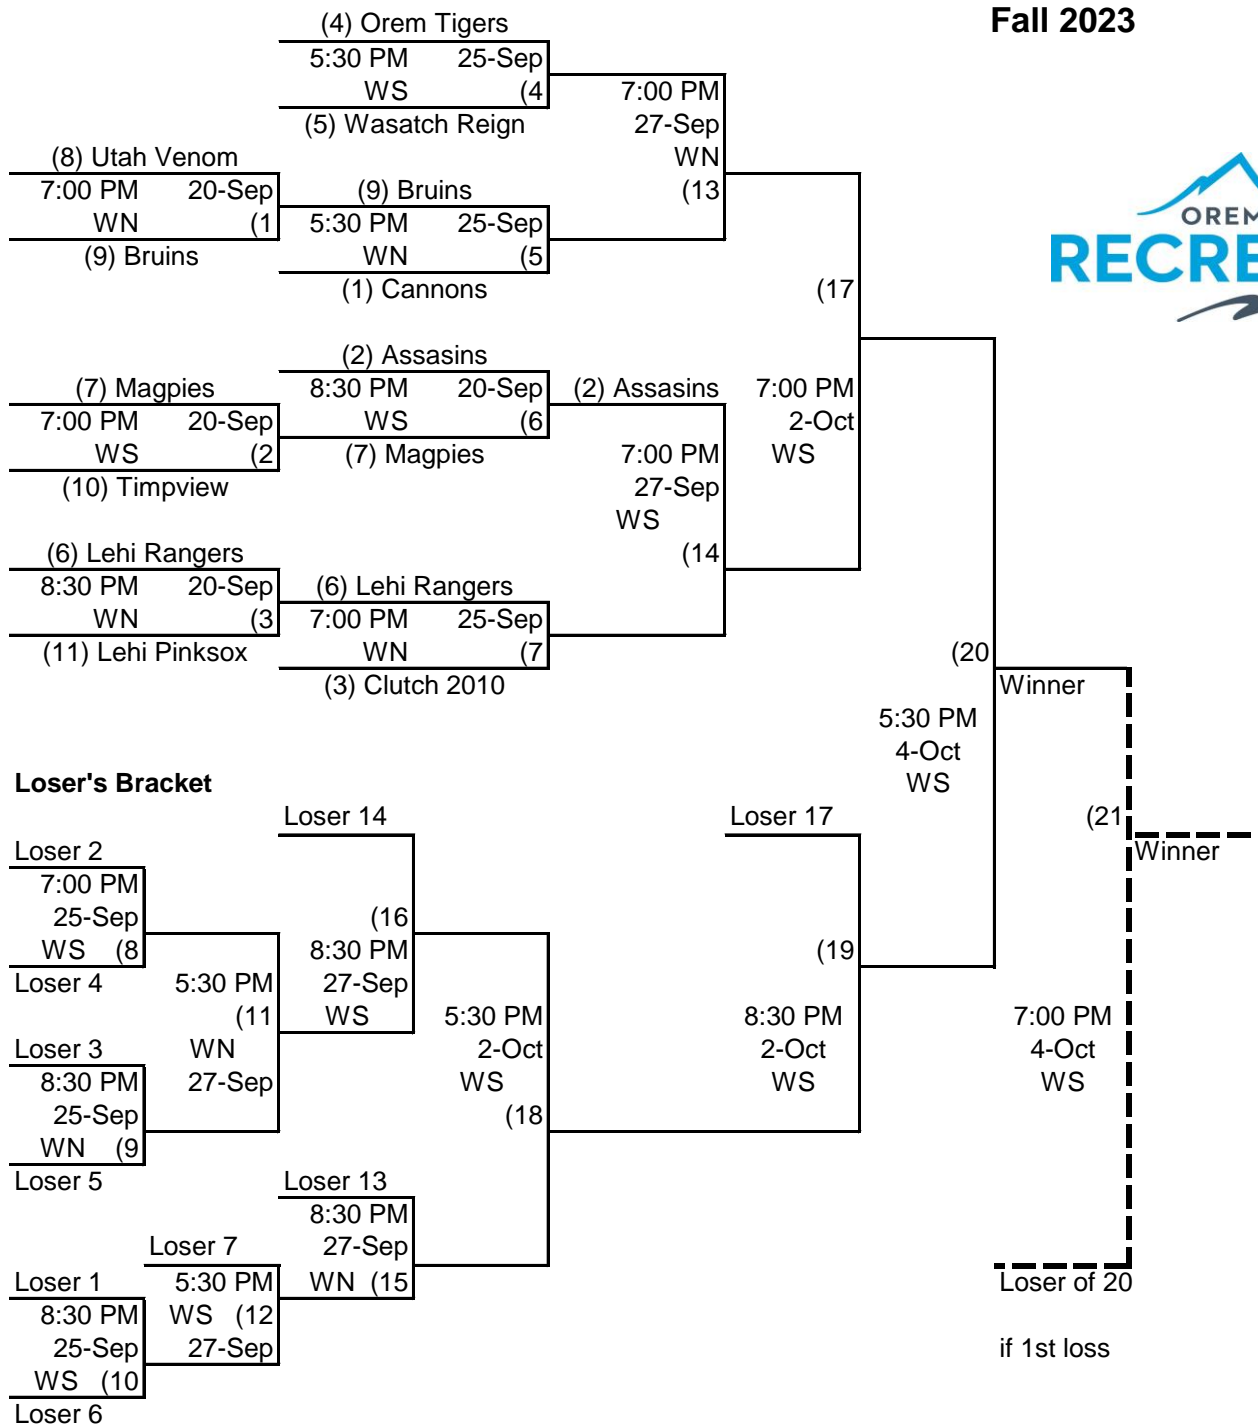 Fall 2023
(4) Orem Tigers
5:30 PM 25-Sep
WS (4
(5) Wasatch Reign
7:00 PM
27-Sep
WN
(13
(8) Utah Venom
7:00 PM 20-Sep
WN (1
(9) Bruins
(9) Bruins
5:30 PM 25-Sep
WN (5
(1) Cannons
OREM
RECRE
(17
(2) Assasins
8:30 PM 20-Sep
WS (6
(7) Magpies
(7) Magpies
7:00 PM 20-Sep
WS (2
(10) Timpview
(2) Assasins
7:00 PM
27-Sep
WS
(14
7:00 PM
2-Oct
WS
(6) Lehi Rangers
8:30 PM 20-Sep
WN (3
(11) Lehi Pinksox
(6) Lehi Rangers
7:00 PM 25-Sep
WN (7
(3) Clutch 2010
(20
Winner
5:30 PM
4-Oct
WS
Loser's Bracket
Loser 14
Loser 17
(21
Winner
Loser 2
7:00 PM
25-Sep
WS (8
Loser 4
(16
8:30 PM
27-Sep
WS
5:30 PM
(11
WN
27-Sep
Loser 3
8:30 PM
25-Sep
WN (9
Loser 5
5:30 PM
2-Oct
WS
(18
(19
8:30 PM
2-Oct
WS
7:00 PM
4-Oct
WS
Loser 13
8:30 PM
27-Sep
WN (15
Loser 7
5:30 PM
WS (12
27-Sep
Loser 1
8:30 PM
25-Sep
WS (10
Loser 6
Loser of 20
if 1st loss